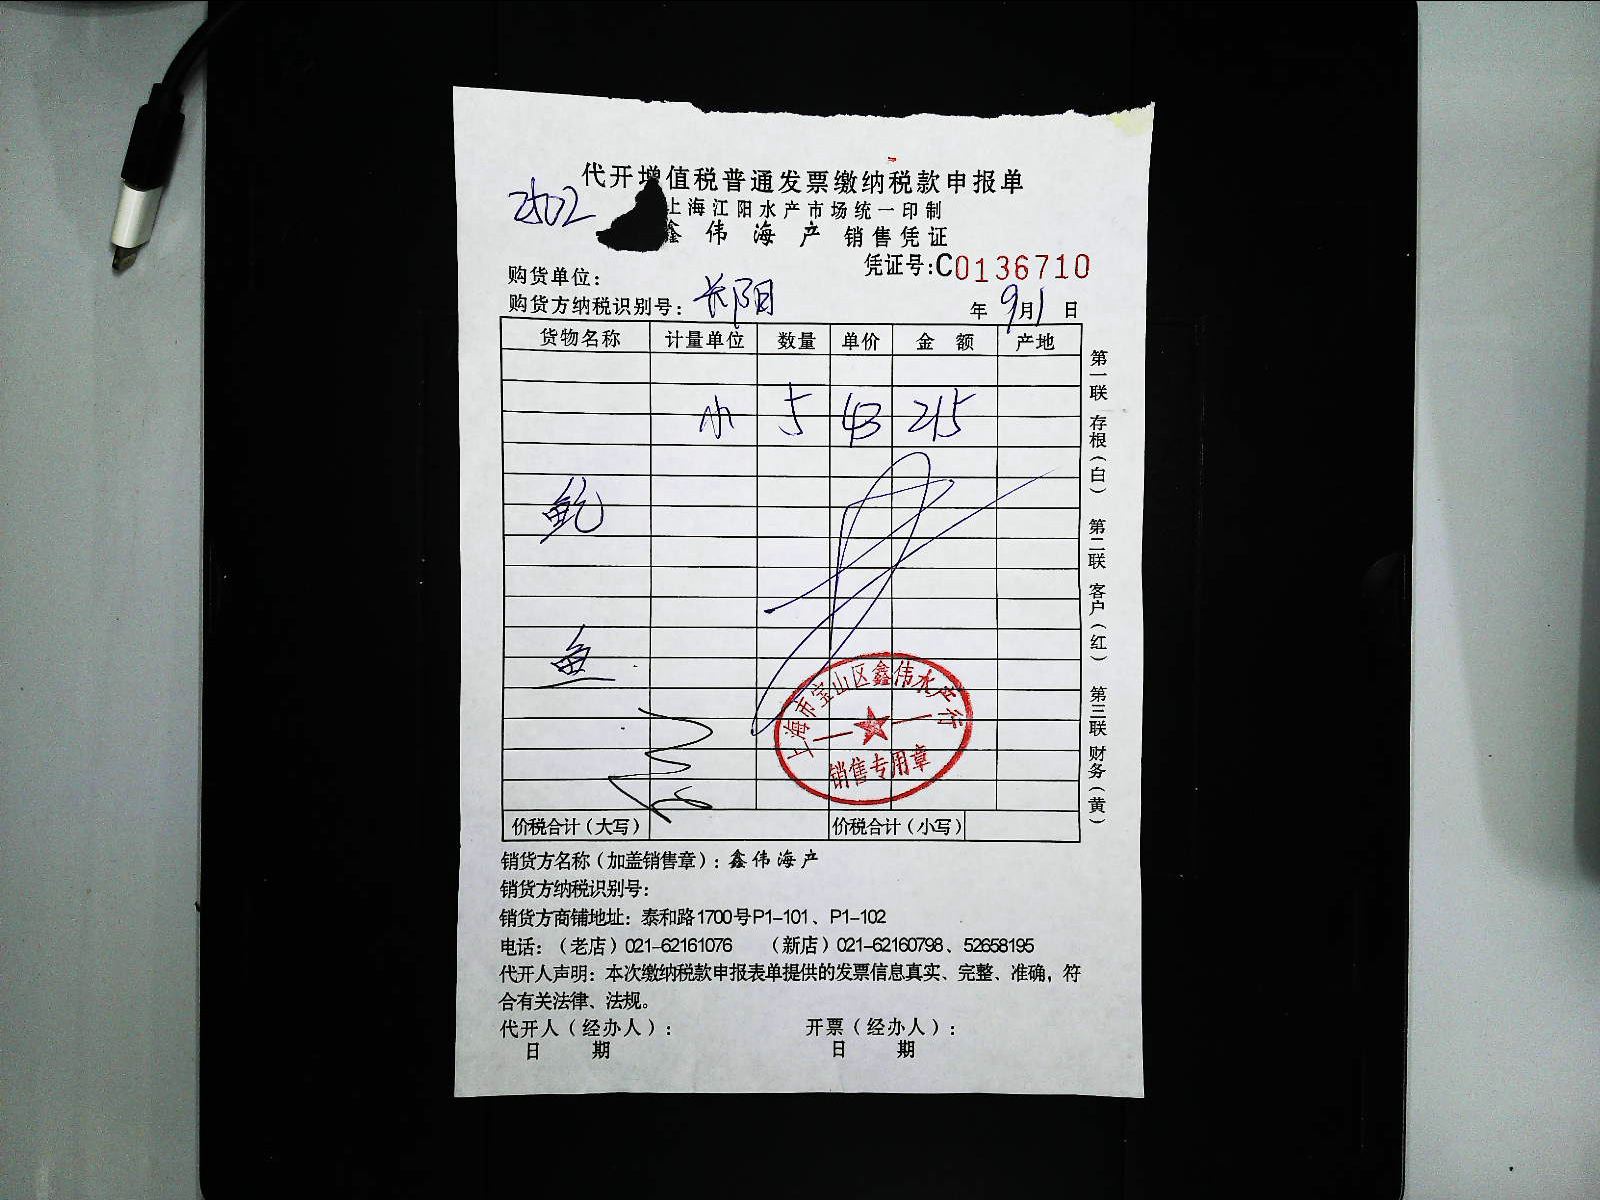 代开增值税普通发票缴纳税款申报单
2502
上海江阳水产市场统一印制
鑫伟海产 销售凭证
凭证号:C0136710
购货单位:
购货方纳税识别号: 长阳
年 9月1日
货物名称 计量单位 数量 单价 金额 产地
小 5 43 215
鲍
鱼
上海市宝山区鑫伟水产行
销售专用章
价税合计(大写) 价税合计(小写)
第一联 存根(白) 第二联 客户(红) 第三联 财务(黄)
销货方名称(加盖销售章): 鑫伟海产
销货方纳税识别号:
销货方商铺地址: 泰和路1700号P1-101、P1-102
电话:(老店)021-62161076 (新店)021-62160798、52658195
代开人声明: 本次缴纳税款申报表单提供的发票信息真实、完整、准确, 符
合有关法律、法规。
代开人(经办人): 开票(经办人):
日期 日期